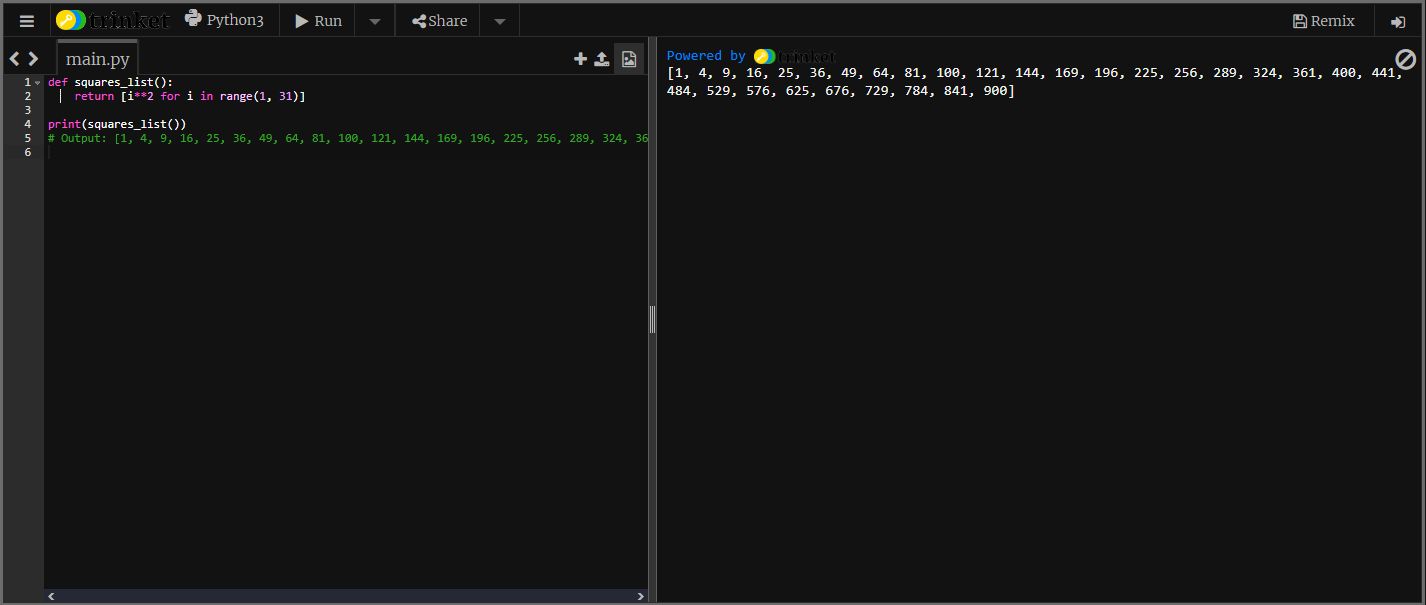 trinket Python3 Run Share Remix
main.py
1 def squares_list():
2 return [i**2 for i in range(1, 31)]
3
4 print(squares_list())
5 # Output: [1, 4, 9, 16, 25, 36, 49, 64, 81, 100, 121, 144, 169, 196, 225, 256, 289, 324, 36
6
Powered by trinket
[1, 4, 9, 16, 25, 36, 49, 64, 81, 100, 121, 144, 169, 196, 225, 256, 289, 324, 361, 400, 441,
484, 529, 576, 625, 676, 729, 784, 841, 900]